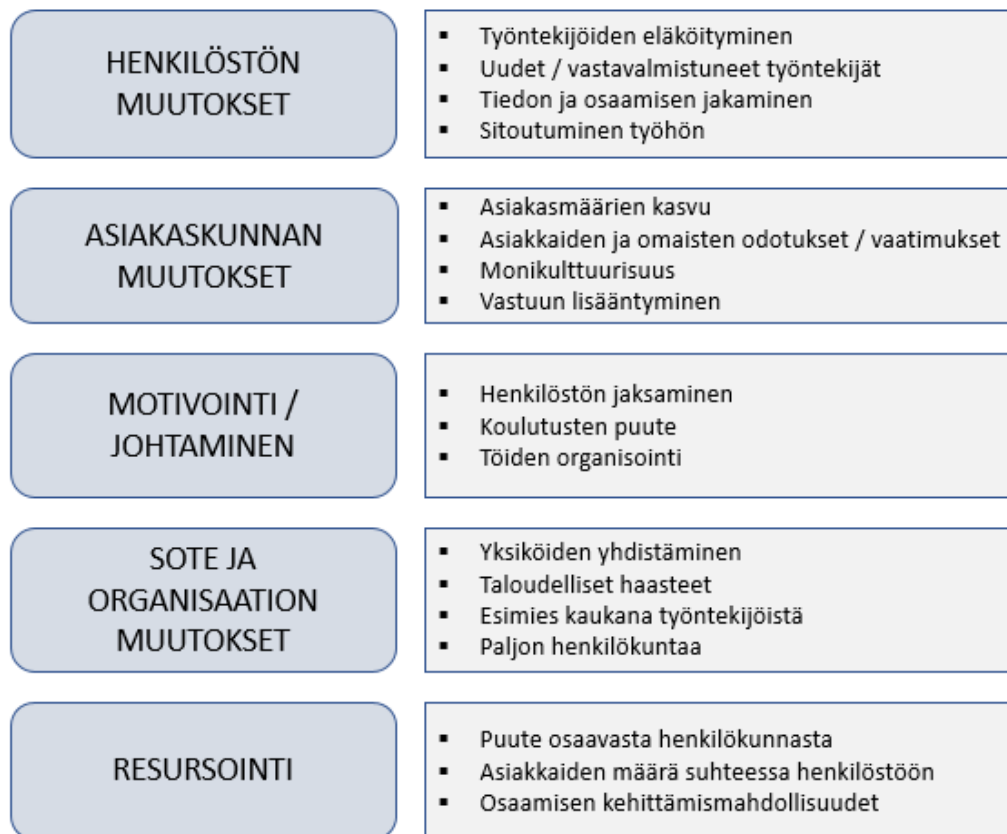 HENKILÖSTÖN
MUUTOKSET
▪ Työntekijöiden eläköityminen
▪ Uudet / vastavalmistuneet työntekijät
▪ Tiedon ja osaamisen jakaminen
▪ Sitoutuminen työhön
ASIAKASKUNNAN
MUUTOKSET
▪ Asiakasmäärien kasvu
▪ Asiakkaiden ja omaisten odotukset / vaatimukset
▪ Monikulttuurisuus
▪ Vastuun lisääntyminen
MOTIVOINTI /
JOHTAMINEN
▪ Henkilöstön jaksaminen
▪ Koulutusten puute
▪ Töiden organisointi
SOTE JA
ORGANISAATION
MUUTOKSET
▪ Yksiköiden yhdistäminen
▪ Taloudelliset haasteet
▪ Esimies kaukana työntekijöistä
▪ Paljon henkilökuntaa
RESURSOINTI
▪ Puute osaavasta henkilökunnasta
▪ Asiakkaiden määrä suhteessa henkilöstöön
▪ Osaamisen kehittämismahdollisuudet